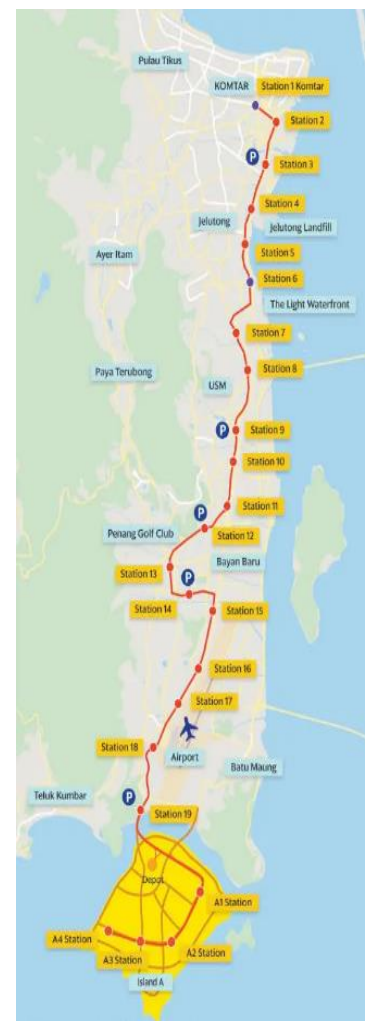 Pulau Tikus
KOMTAR
Station 1 Komtar
Station 2
P
Station 3
Station 4
Jelutong
Jelutong Landfill
Station 5
Ayer Itam
Station 6
The Light Waterfront
Station 7
Paya Terubong
Station 8
USM
P
Station 9
Station 10
Station 11
P
Penang Golf Club
Station 12
Bayan Baru
Station 13
P
Station 14
Station 15
Station 16
Station 17
Station 18
Airport
Batu Maung
Teluk Kumbar
P
Station 19
Depot
A1 Station
A4 Station
A2 Station
A3 Station
Island A